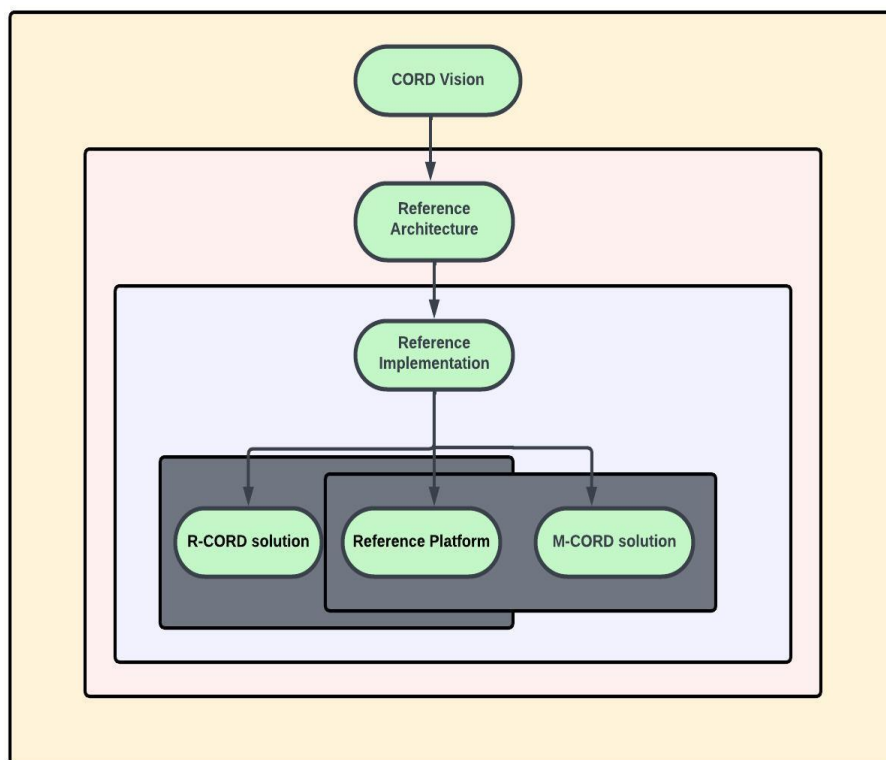 CORD Vision
Reference
Architecture
Reference
Implementation
R-CORD solution
Reference Platform
M-CORD solution